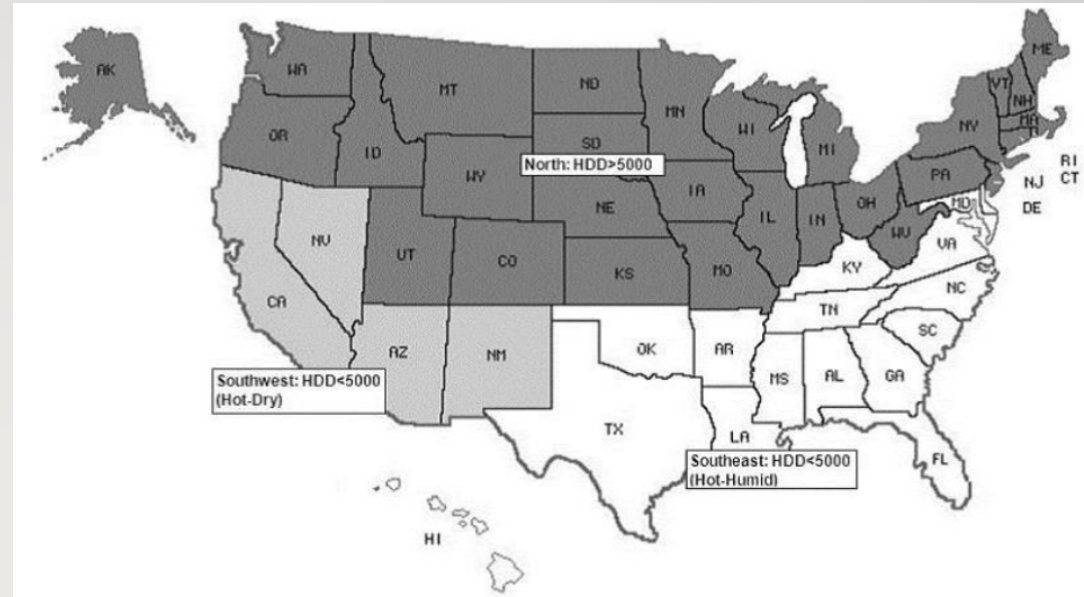 AK
WA
MT
ND
MN
ME
VT
NH
MA
NY
WI
MI
OR
ID
SD
North: HDD>5000
WY
RI
CT
NJ
DE
PA
IA
NE
IL
IN
OH
MD
WV
VA
NV
UT
CO
KS
MO
KY
CA
NC
TN
SC
AZ
NM
OK
AR
MS
AL
GA
Southwest: HDD<5000
(Hot-Dry)
TX
LA
FL
Southeast: HDD<5000
(Hot-Humid)
HI